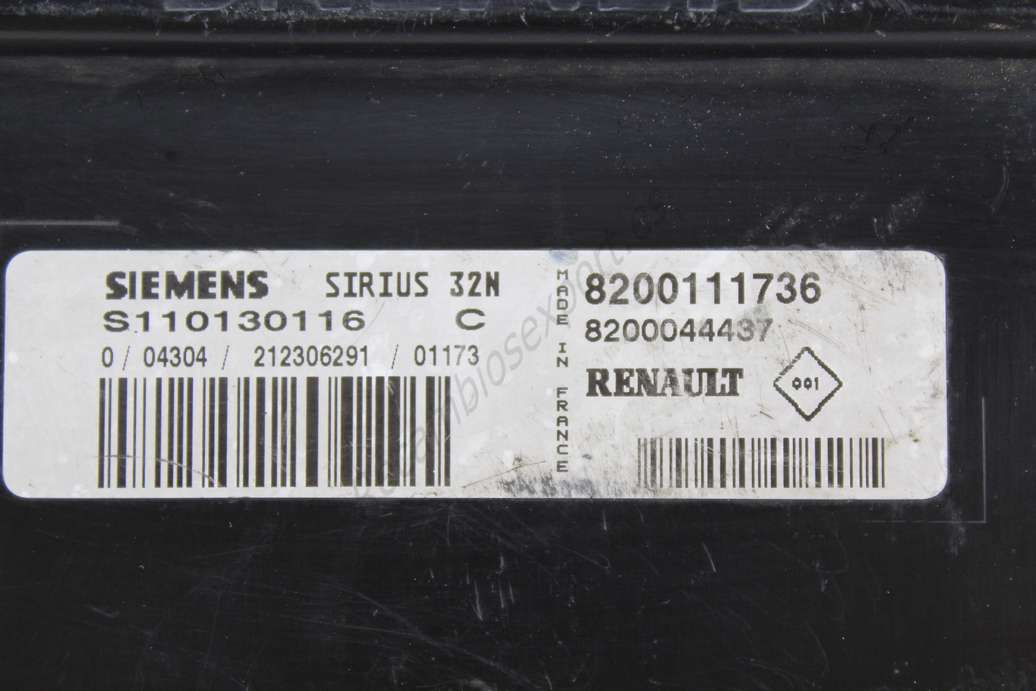 SIEMENS SIRIUS 32N
S110130116 C
0 / 04304 / 212306291 / 01173
MADE IN FRANCE
8200111736
8200044437
RENAULT 001